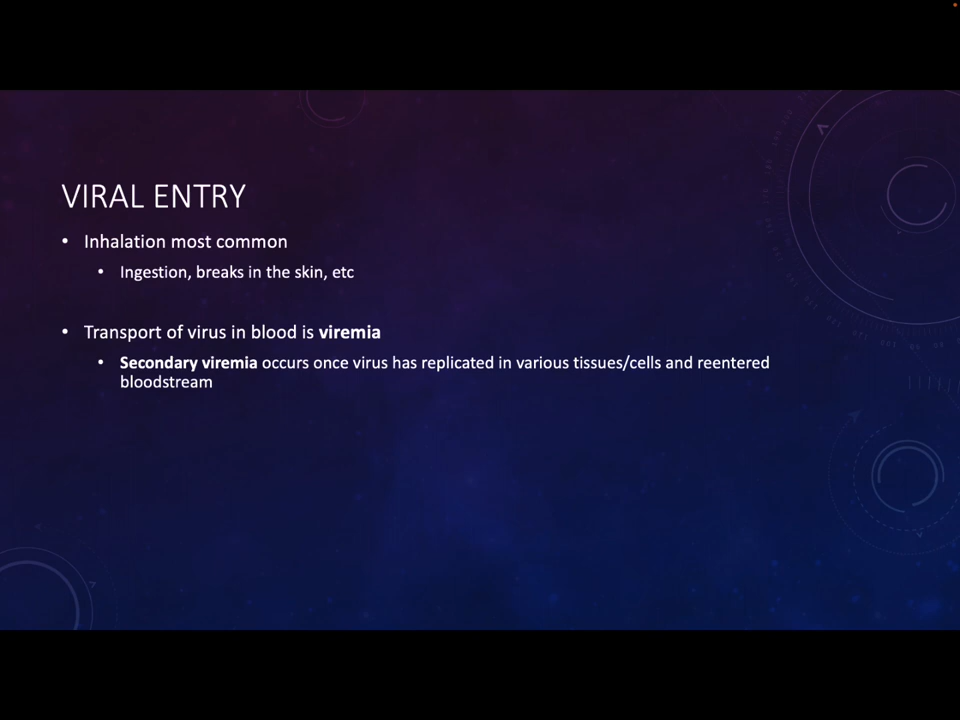 VIRAL ENTRY
• Inhalation most common
• Ingestion, breaks in the skin, etc
• Transport of virus in blood is viremia
• Secondary viremia occurs once virus has replicated in various tissues/cells and reentered
bloodstream